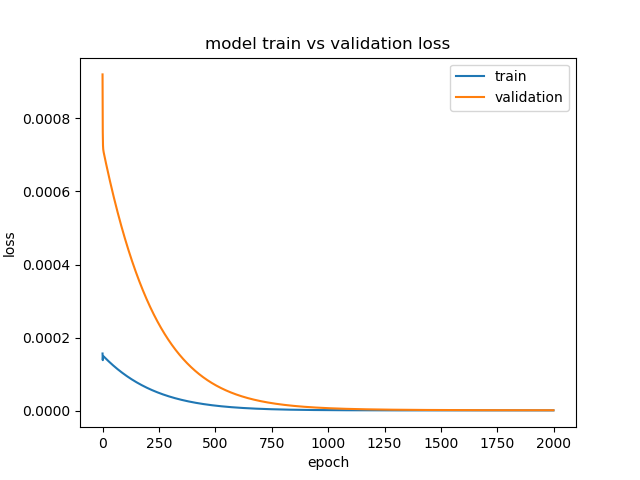 model train vs validation loss
train
validation
loss
0.0008
0.0006
0.0004
0.0002
0.0000
0 250 500 750 1000 1250 1500 1750 2000
epoch